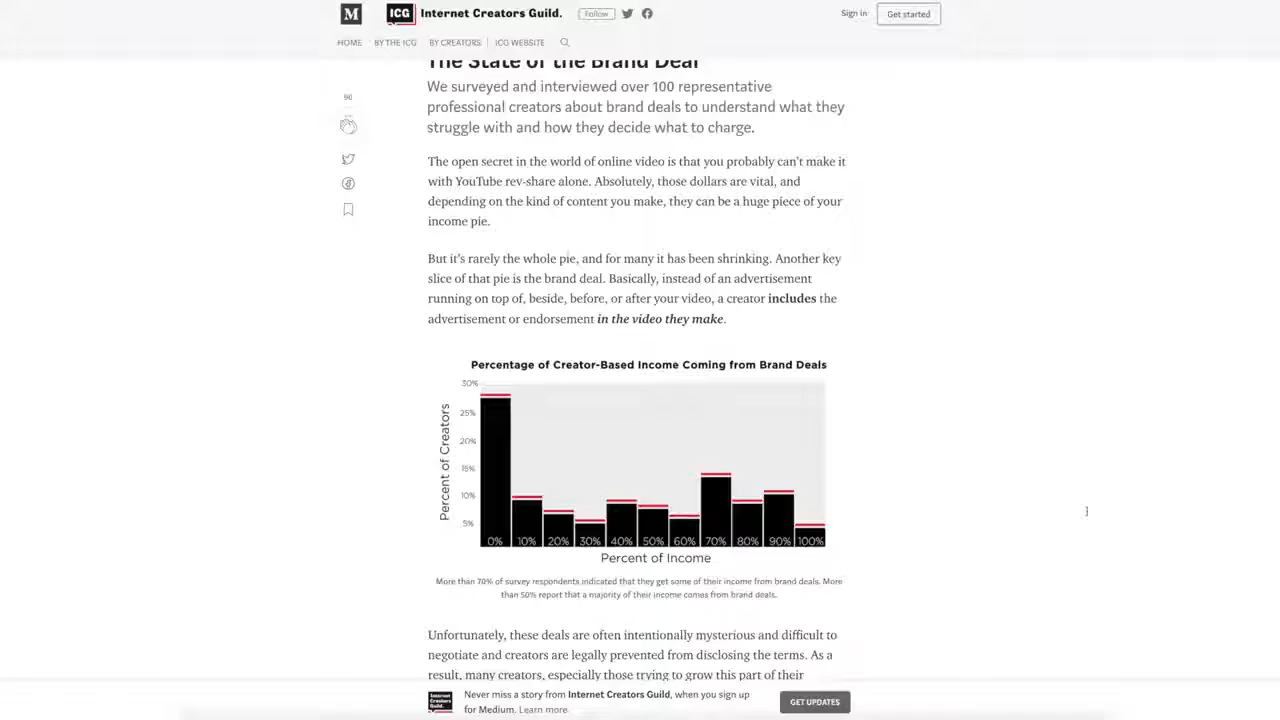 M
ICG
Internet Creators Guild.
Follow
Sign in
Get started
HOME
BY THE ICG
BY CREATORS
ICG WEBSITE
The State of the Brand Deal
We surveyed and interviewed over 100 representative
professional creators about brand deals to understand what they
struggle with and how they decide what to charge.
The open secret in the world of online video is that you probably can't make it
with YouTube rev-share alone. Absolutely, those dollars are vital, and
depending on the kind of content you make, they can be a huge piece of your
income pie.
But it's rarely the whole pie, and for many it has been shrinking. Another key
slice of that pie is the brand deal. Basically, instead of an advertisement
running on top of, beside, before, or after your video, a creator includes the
advertisement or endorsement in the video they make.
Percentage of Creator-Based Income Coming from Brand Deals
30%
25%
20%
15%
10%
5%
Percent of Creators
0% 10% 20% 30% 40% 50% 60% 70% 80% 90% 100%
Percent of Income
More than 70% of survey respondents indicated that they get some of their income from brand deals. More
than 50% report that a majority of their income comes from brand deals.
Unfortunately, these deals are often intentionally mysterious and difficult to
negotiate and creators are legally prevented from disclosing the terms. As a
result, many creators, especially those trying to grow this part of their
Internet
Creators
Guild.
Never miss a story from Internet Creators Guild, when you sign up
for Medium. Learn more
GET UPDATES